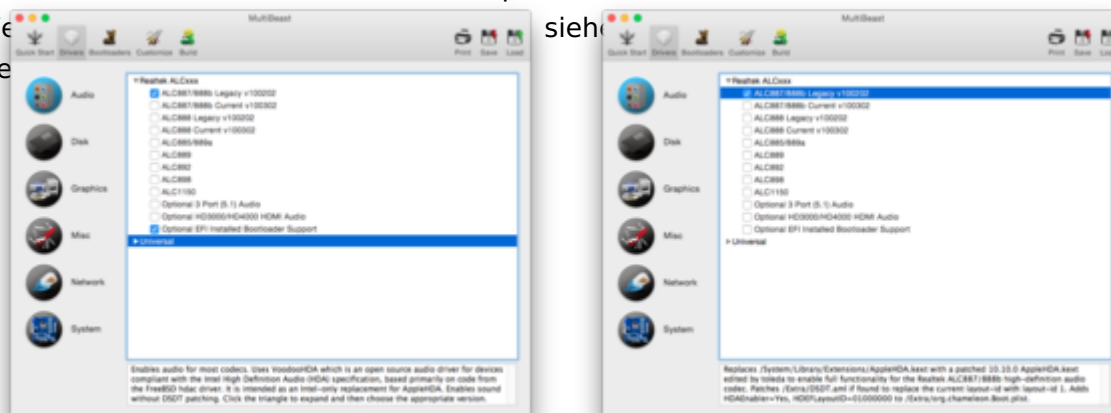 sieh
MultiBeast
Quick Start Drivers Bootloaders Customize Build Print Save Load
Audio
Disk
Graphics
Misc
Network
System
▼ Realtek ALCxxx
ALC887/888b Legacy v100202
ALC887/888b Current v100302
ALC888 Legacy v100202
ALC888 Current v100302
ALC885/889a
ALC889
ALC892
ALC898
ALC1150
Optional 3 Port (5.1) Audio
Optional HD3000/HD4000 HDMI Audio
Optional EFI Installed Bootloader Support
▶ Universal
Enables audio for most codecs. Uses VoodooHDA which is an open source audio driver for devices
compliant with the Intel High Definition Audio (HDA) specification, based primarily on code from
the FreeBSD hdac driver. It is intended as an Intel-only replacement for AppleHDA. Enables sound
without DSDT patching. Click the triangle to expand and then choose the appropriate version.
MultiBeast
Quick Start Drivers Bootloaders Customize Build Print Save Load
Audio
Disk
Graphics
Misc
Network
System
▼ Realtek ALCxxx
ALC887/888b Legacy v100202
ALC887/888b Current v100302
ALC888 Legacy v100202
ALC888 Current v100302
ALC885/889a
ALC889
ALC892
ALC898
ALC1150
Optional 3 Port (5.1) Audio
Optional HD3000/HD4000 HDMI Audio
Optional EFI Installed Bootloader Support
▶ Universal
Replaces /System/Library/Extensions/AppleHDA.kext with a patched 10.10.0 AppleHDA.kext
edited by toleda to enable full functionality for the Realtek ALC887/888b high-definition audio
codec. Patches /Extra/DSDT.aml if found to replace the current layout-id with layout-id 1. Adds
HDAEnabler=Yes, HDEFLayoutID=01000000 to /Extra/org.chameleon.Boot.plist.